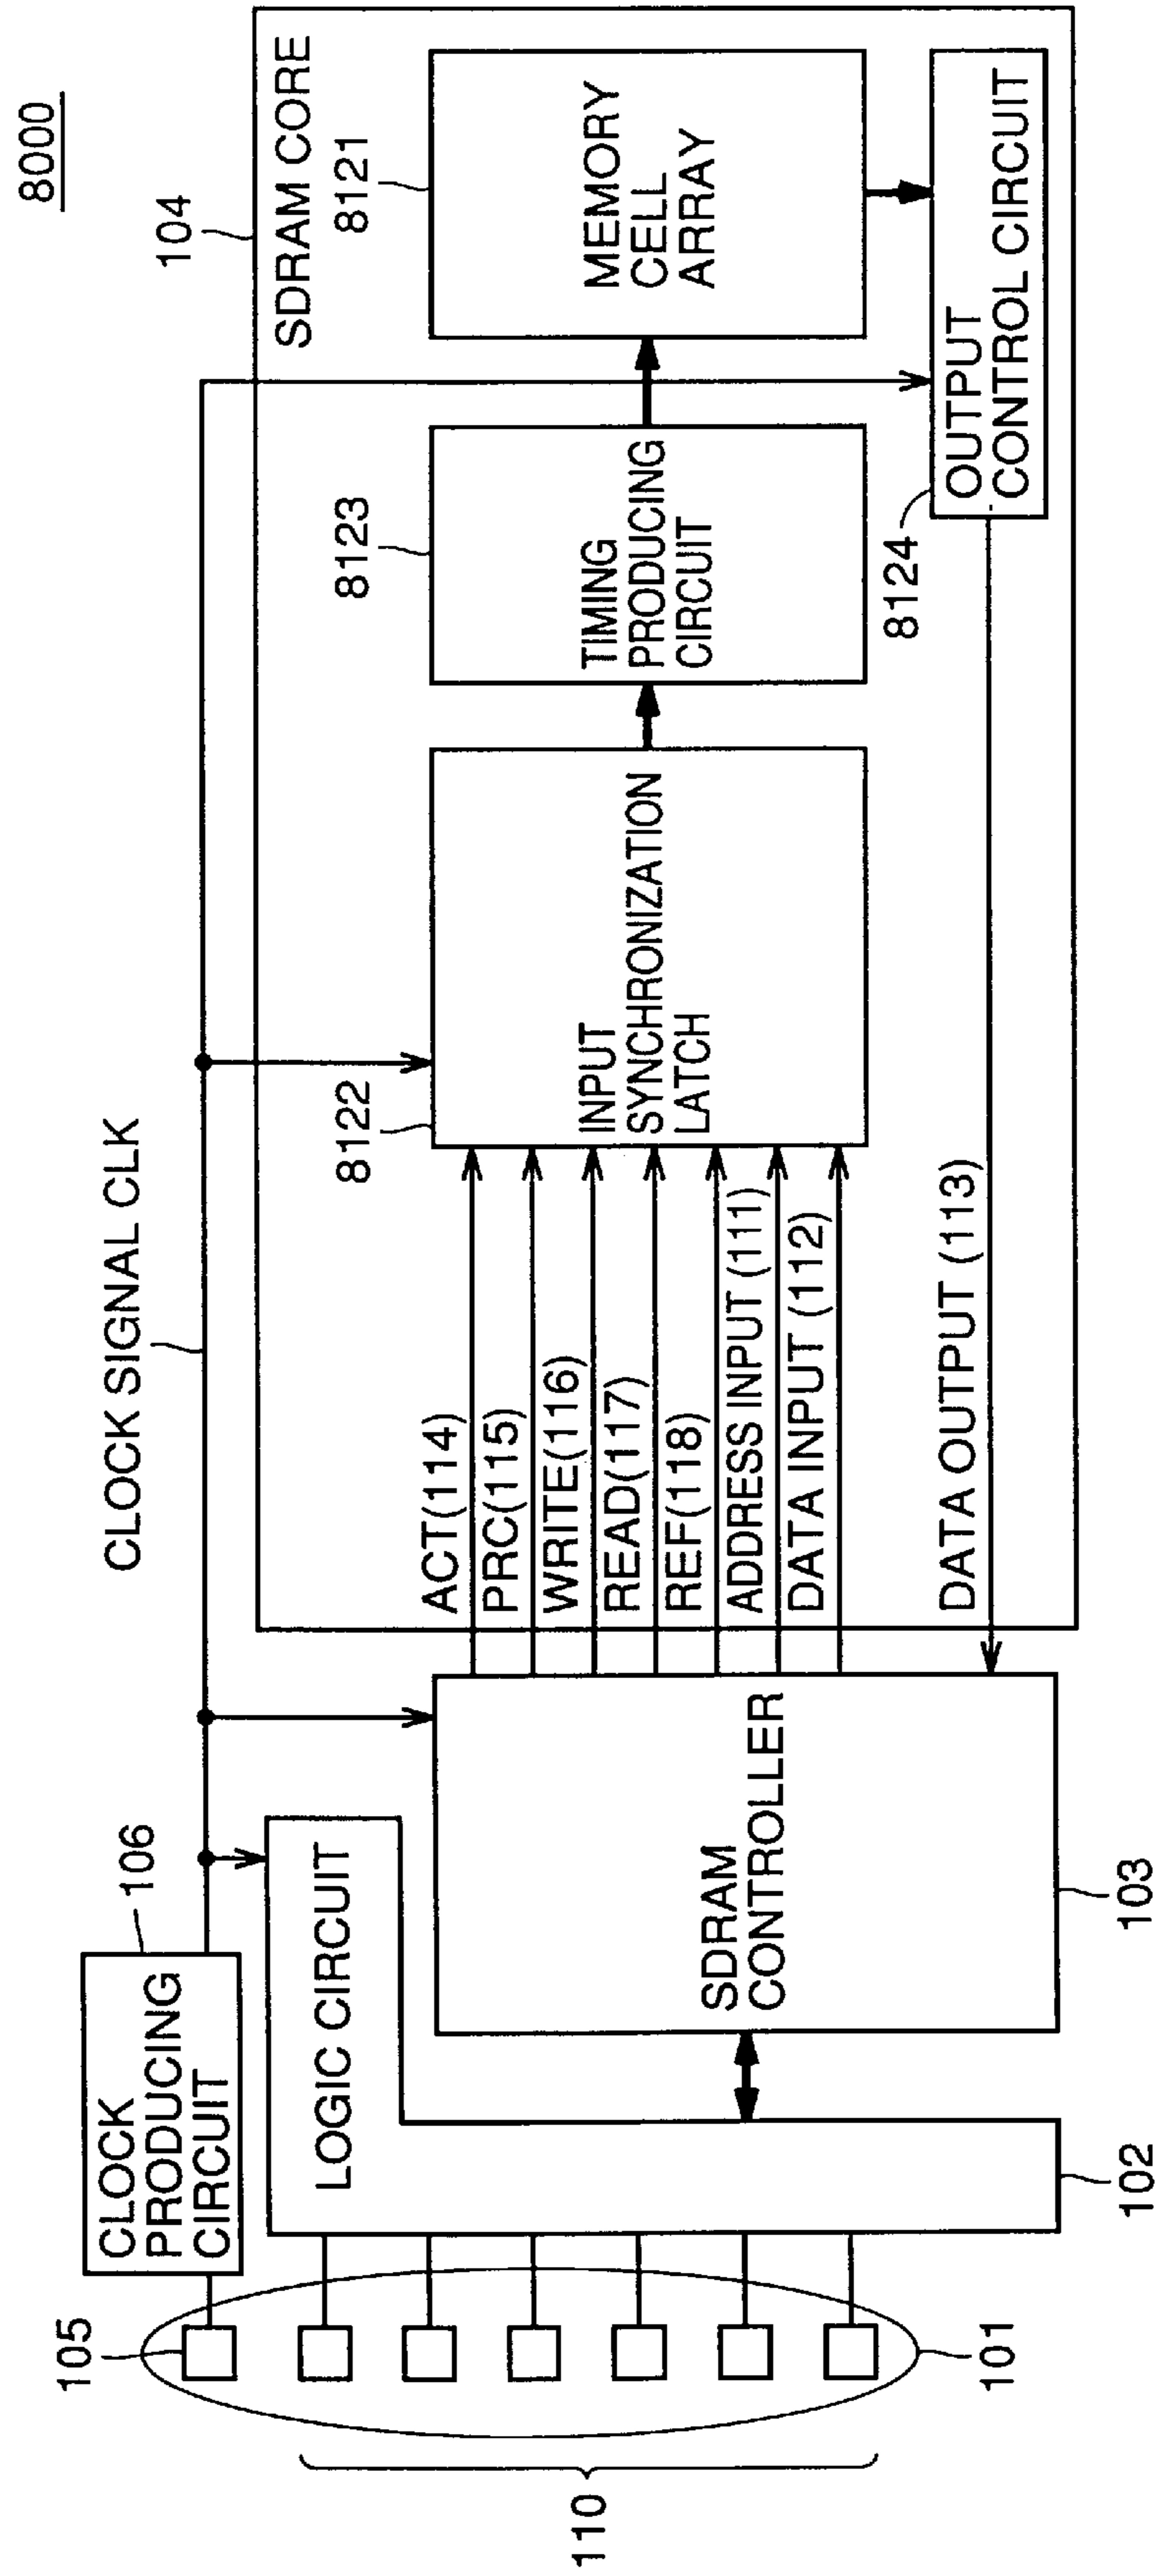 8000
CLOCK SIGNAL CLK
104
SDRAM CORE
CLOCK
PRODUCING
CIRCUIT
106
105
LOGIC CIRCUIT
8122
8123
8121
ACT(114)
PRC(115)
WRITE(116)
READ(117)
REF(118)
ADDRESS INPUT (111)
DATA INPUT (112)
INPUT
SYNCHRONIZATION
LATCH
TIMING
PRODUCING
CIRCUIT
MEMORY
CELL
ARRAY
SDRAM
CONTROLLER
8124
DATA OUTPUT (113)
OUTPUT
CONTROL CIRCUIT
110
101
102
103